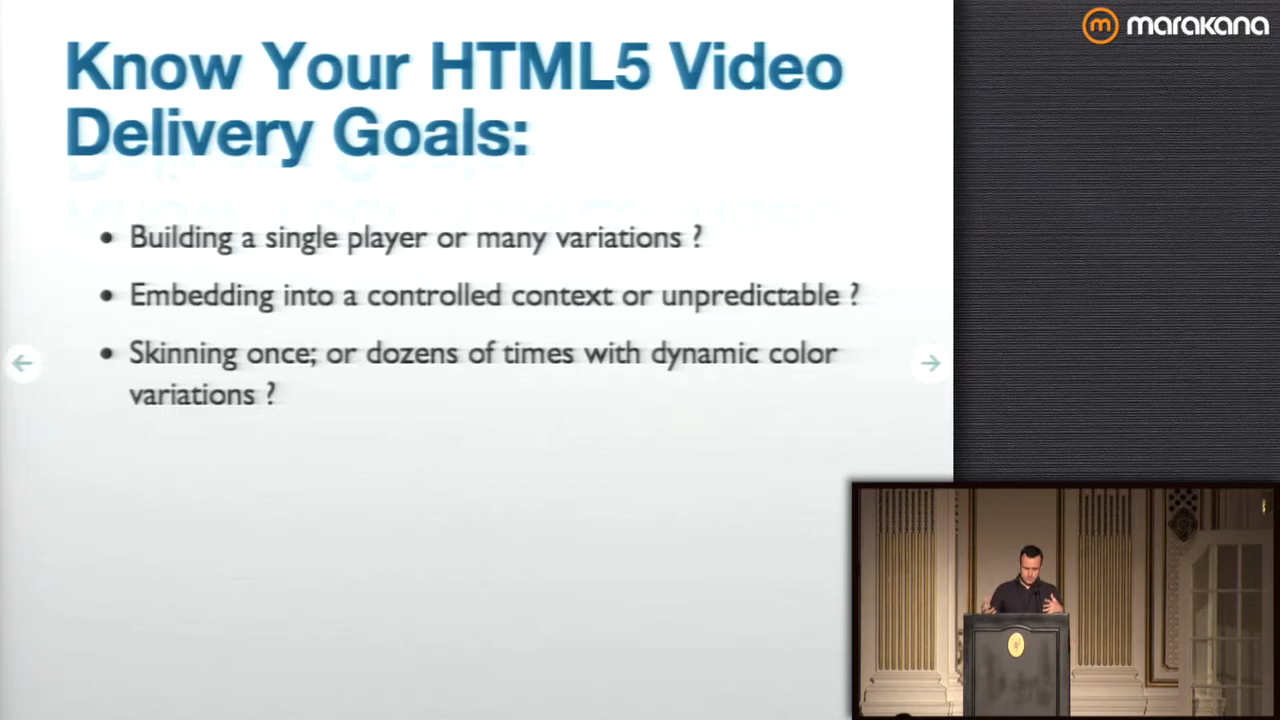 marakana
Know Your HTML5 Video
Delivery Goals:
• Building a single player or many variations ?
• Embedding into a controlled context or unpredictable ?
• Skinning once; or dozens of times with dynamic color
variations ?